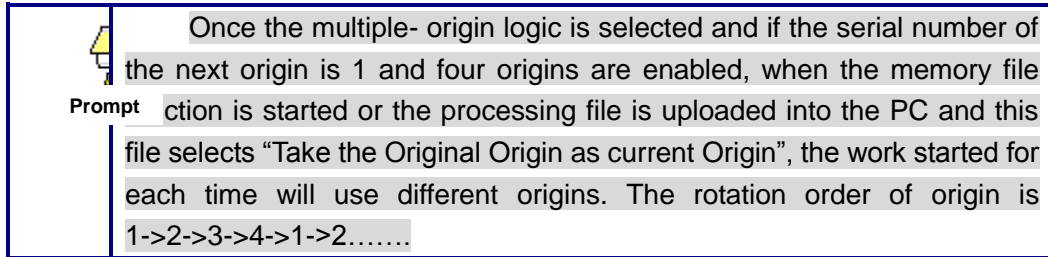 Once the multiple- origin logic is selected and if the serial number of
the next origin is 1 and four origins are enabled, when the memory file
Prompt ction is started or the processing file is uploaded into the PC and this
file selects “Take the Original Origin as current Origin”, the work started for
each time will use different origins. The rotation order of origin is
1->2->3->4->1->2…….